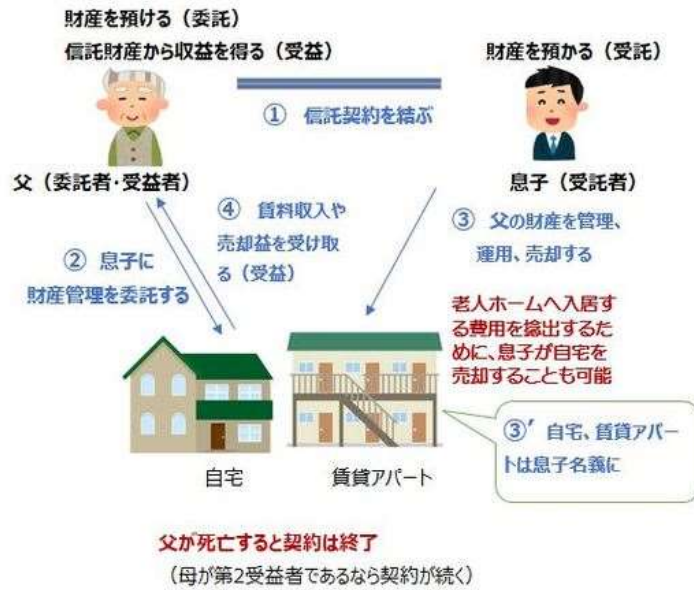 財産を預ける（委託）
信託財産から収益を得る（受益）
財産を預かる（受託）
① 信託契約を結ぶ
父（委託者・受益者）
息子（受託者）
④ 賃料収入や
売却益を受け取
る（受益）
③ 父の財産を管理、
運用、売却する
② 息子に
財産管理を委託する
老人ホームへ入居す
る費用を捻出するた
めに、息子が自宅を
売却することも可能
③’ 自宅、賃貸アパー
トは息子名義に
自宅
賃貸アパート
父が死亡すると契約は終了
（母が第2受益者であるなら契約が続く）